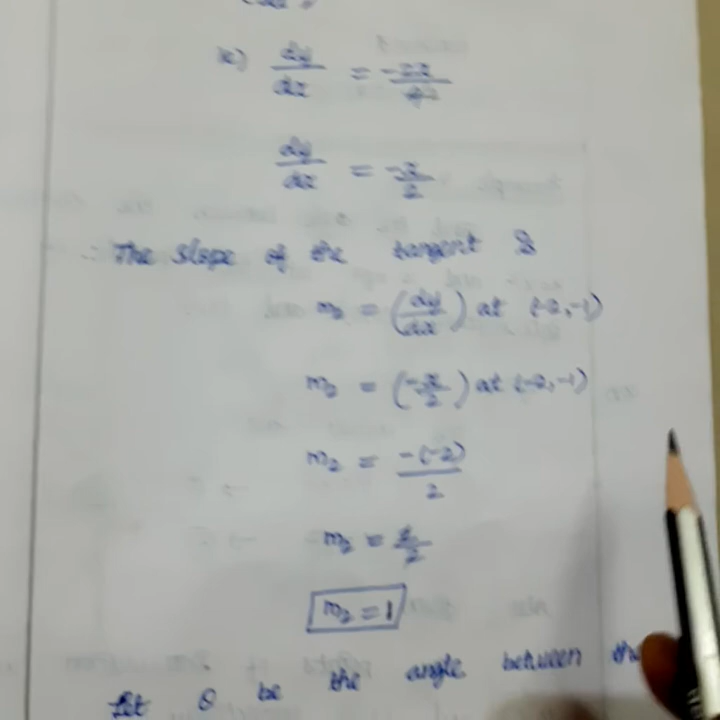 dy/dx = -2x/4
dy/dx = -x/2
∴ The slope of the tangent is
m₂ = (dy/dx) at (-2,-1)
m₂ = (-x/2) at (-2,-1)
m₂ = -(-2)/2
m₂ = 2/2
m₂ = 1
Let θ be the angle between the